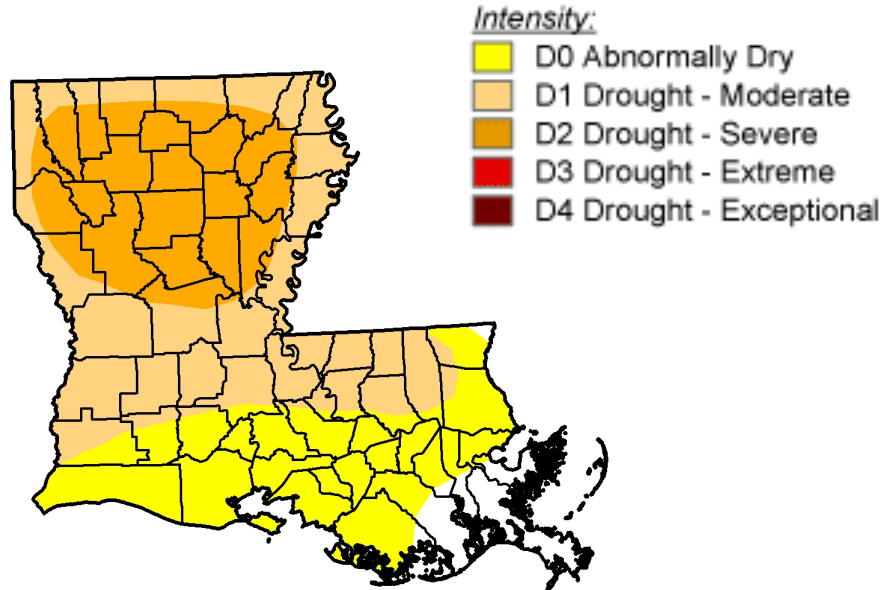 Intensity:
D0 Abnormally Dry
D1 Drought - Moderate
D2 Drought - Severe
D3 Drought - Extreme
D4 Drought - Exceptional